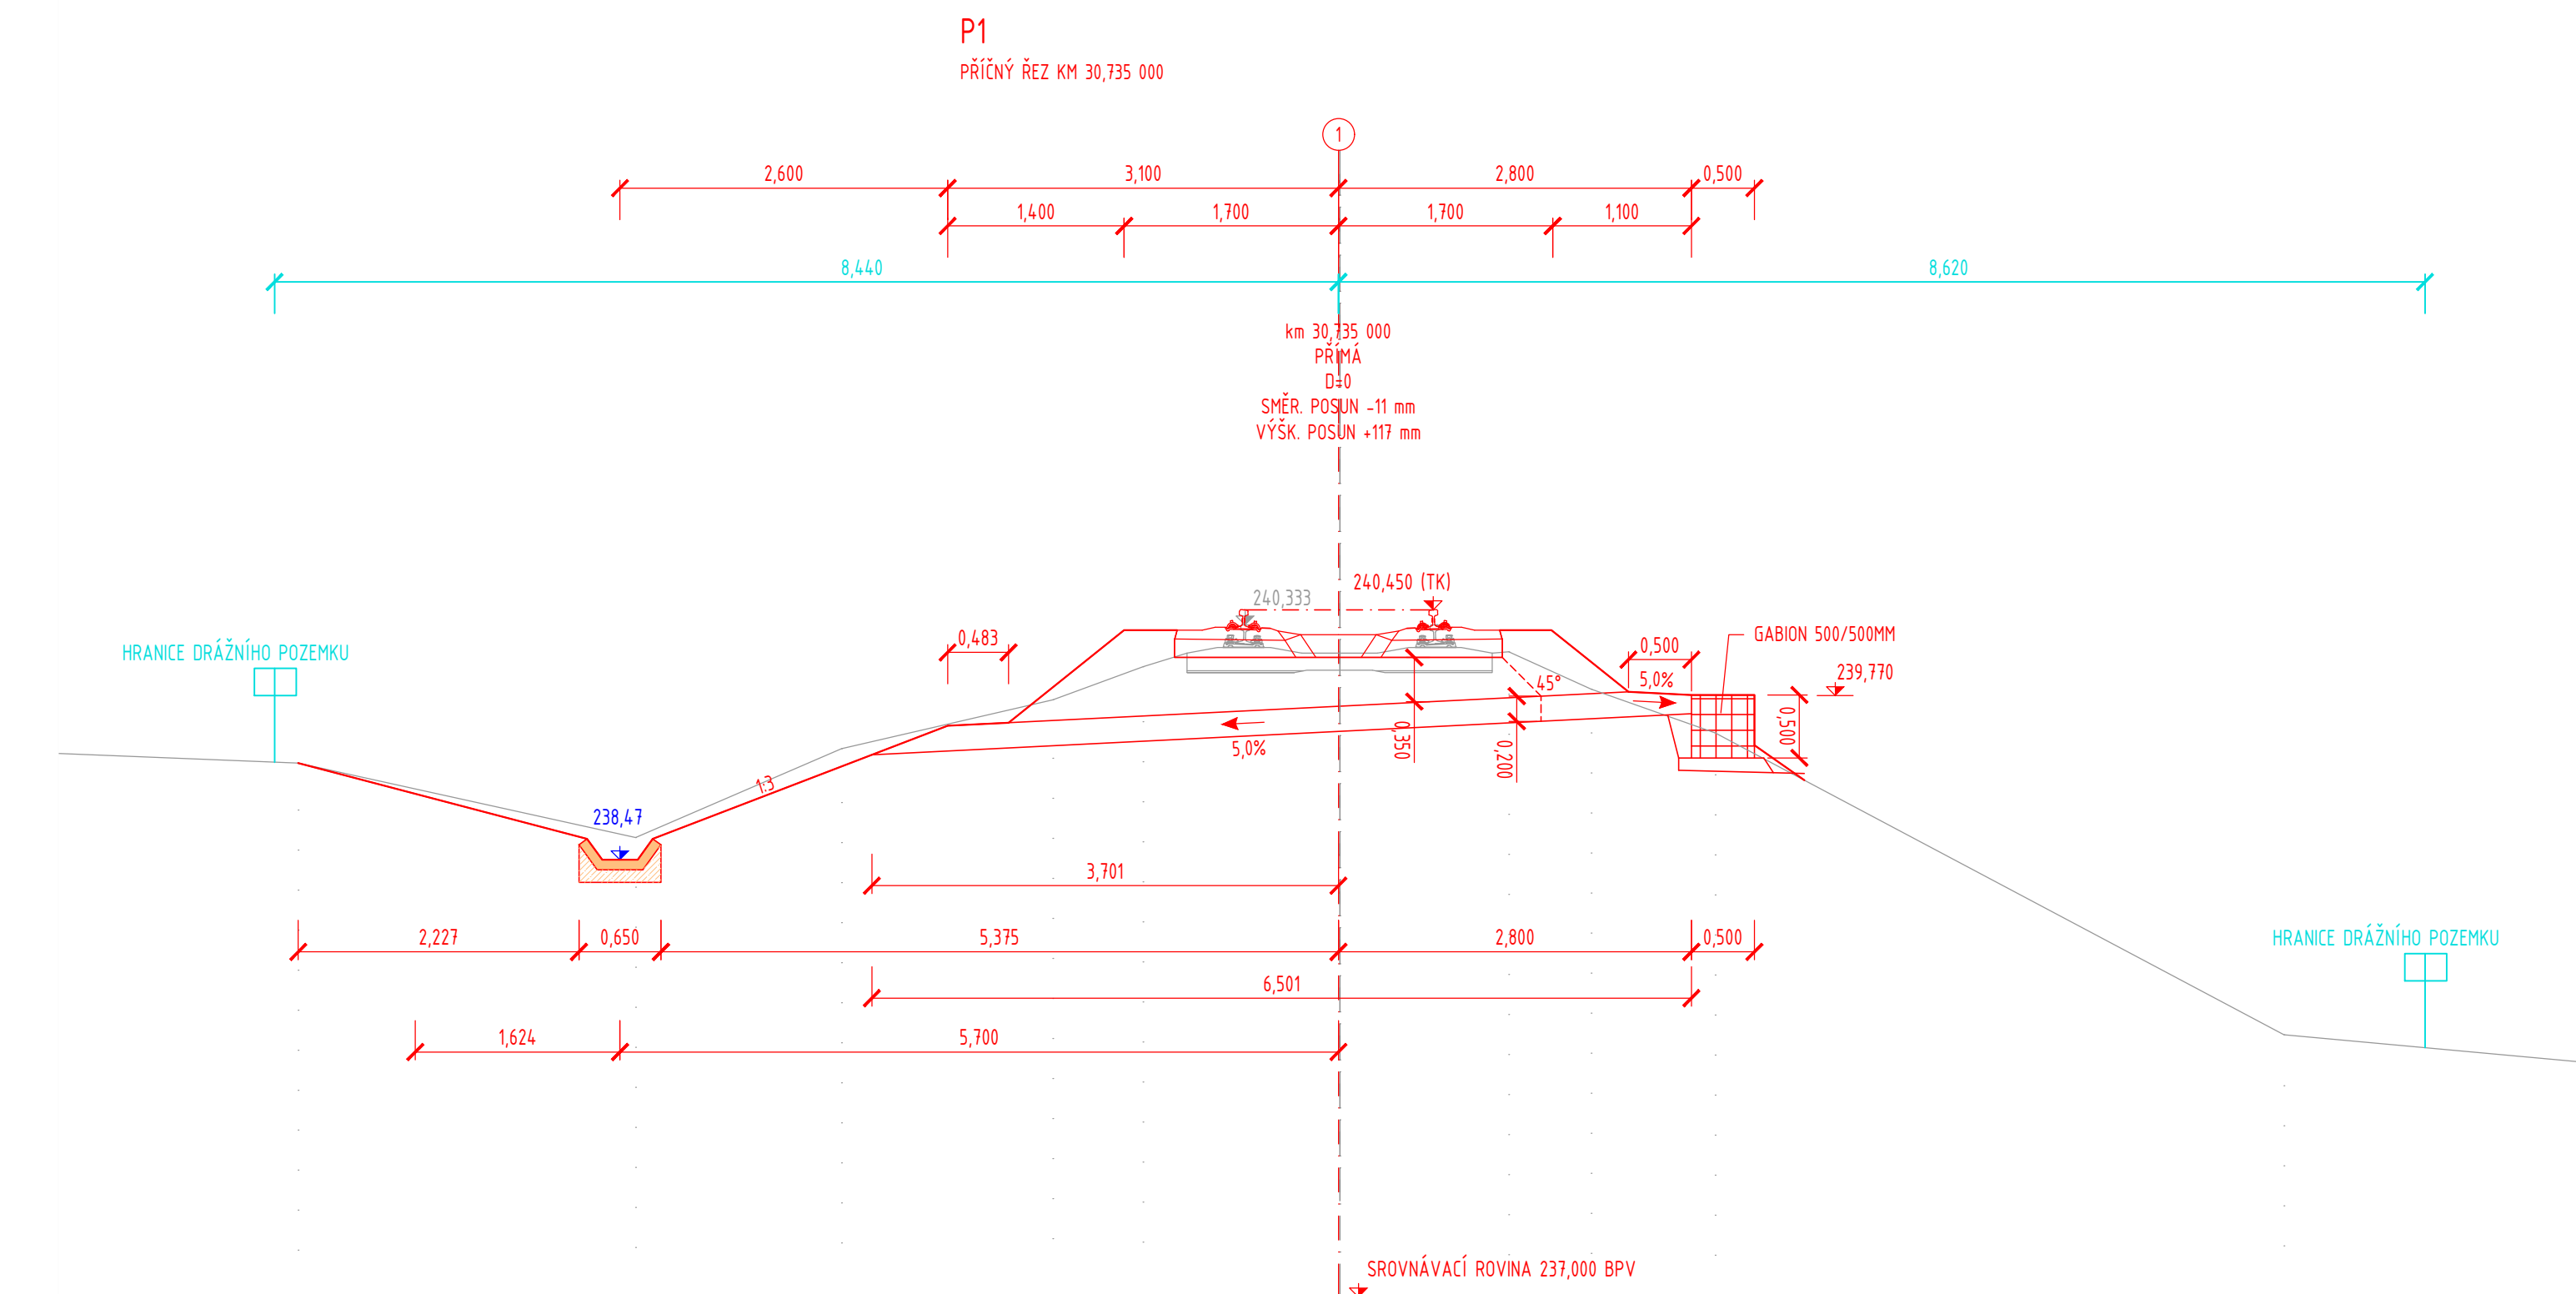 P1
PŘÍČNÝ ŘEZ KM 30,735 000
1
2,600
3,100
2,800
0,500
1,400
1,700
1,700
1,100
8,440
8,620
km 30,735 000
PŘÍMÁ
D=0
SMĚR. POSUN -11 mm
VÝŠK. POSUN +117 mm
240,450 (TK)
240,333
HRANICE DRÁŽNÍHO POZEMKU
0,483
GABION 500/500MM
0,500
239,770
5,0%
45°
0,500
0,350
0,200
5,0%
1:3
238,47
3,701
2,227
0,650
5,375
2,800
0,500
HRANICE DRÁŽNÍHO POZEMKU
6,501
1,624
5,700
SROVNÁVACÍ ROVINA 237,000 BPV